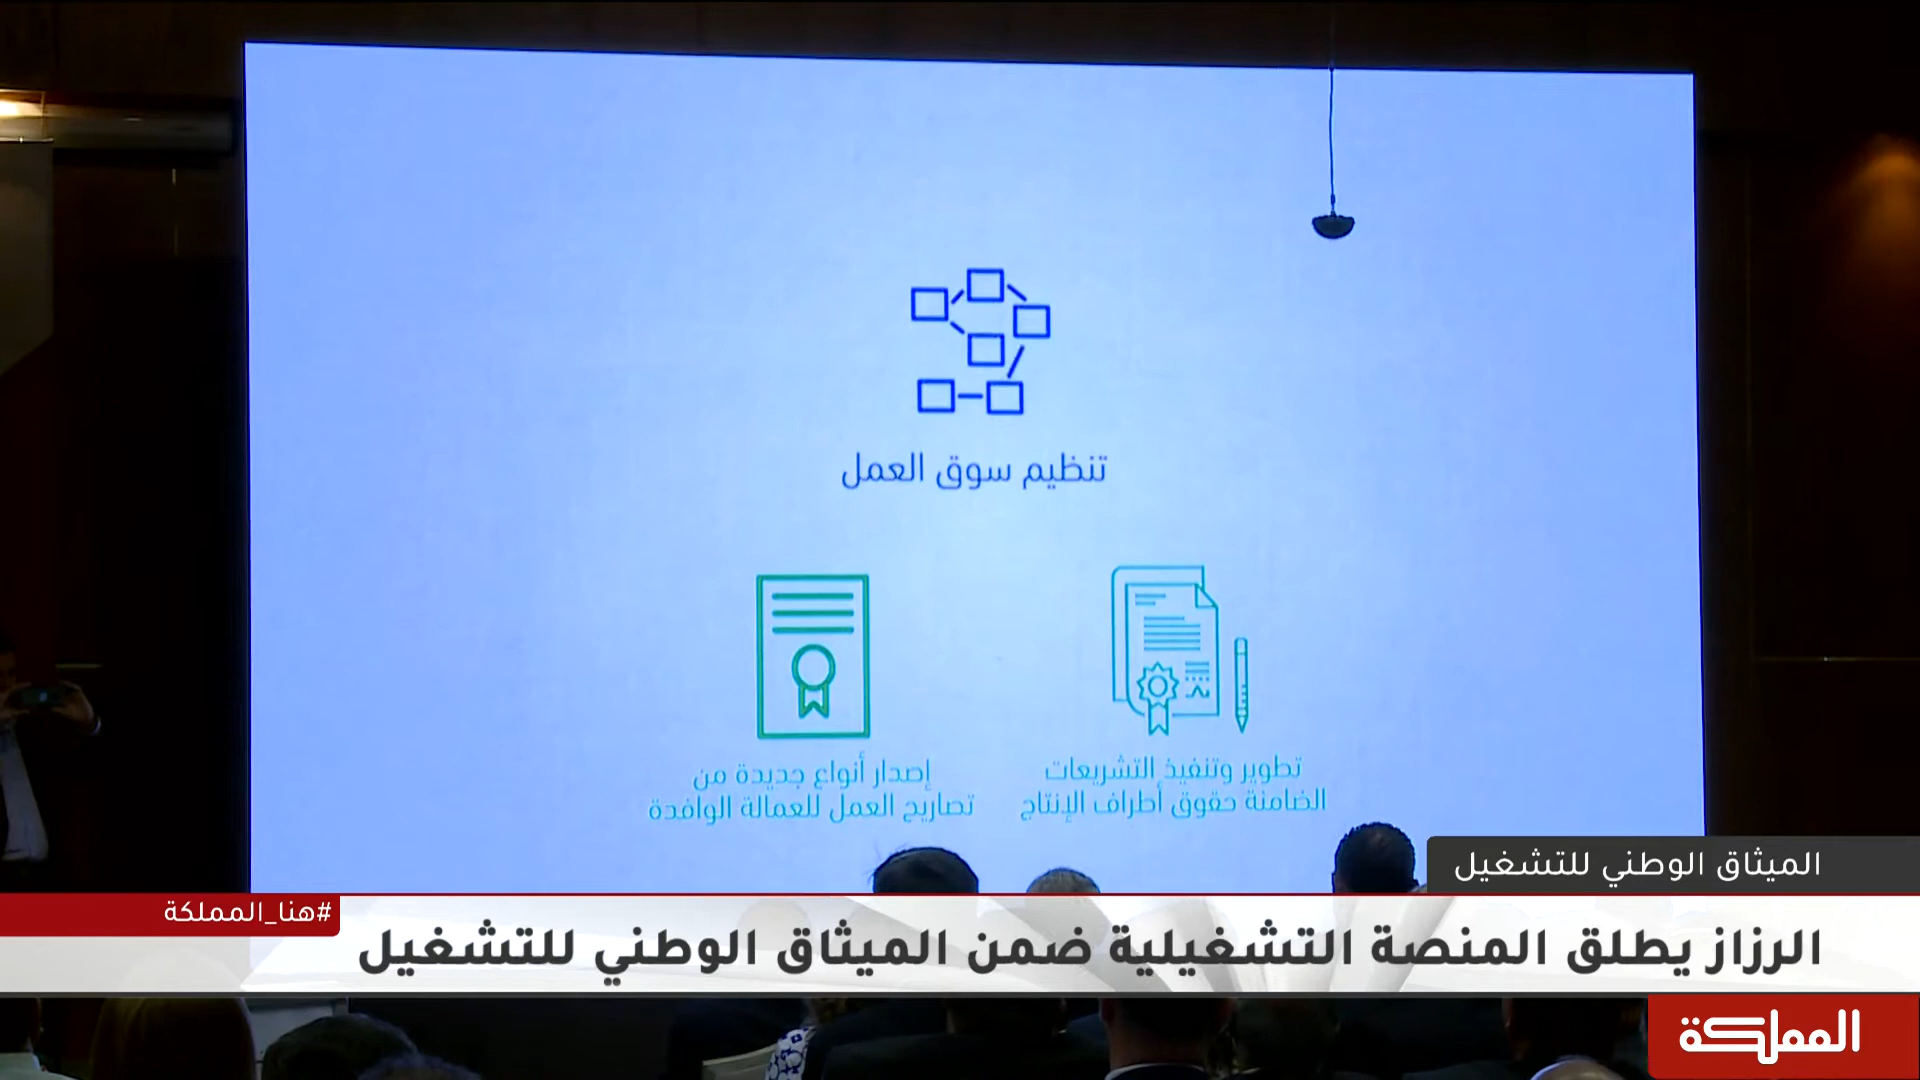 تنظيم سوق العمل
تطوير وتنفيذ التشريعات
الضامنة حقوق أطراف الإنتاج
إصدار أنواع جديدة من
تصاريح العمل للعمالة الوافدة
الميثاق الوطني للتشغيل
#هنا_المملكة
الرزاز يطلق المنصة التشغيلية ضمن الميثاق الوطني للتشغيل
المملكة